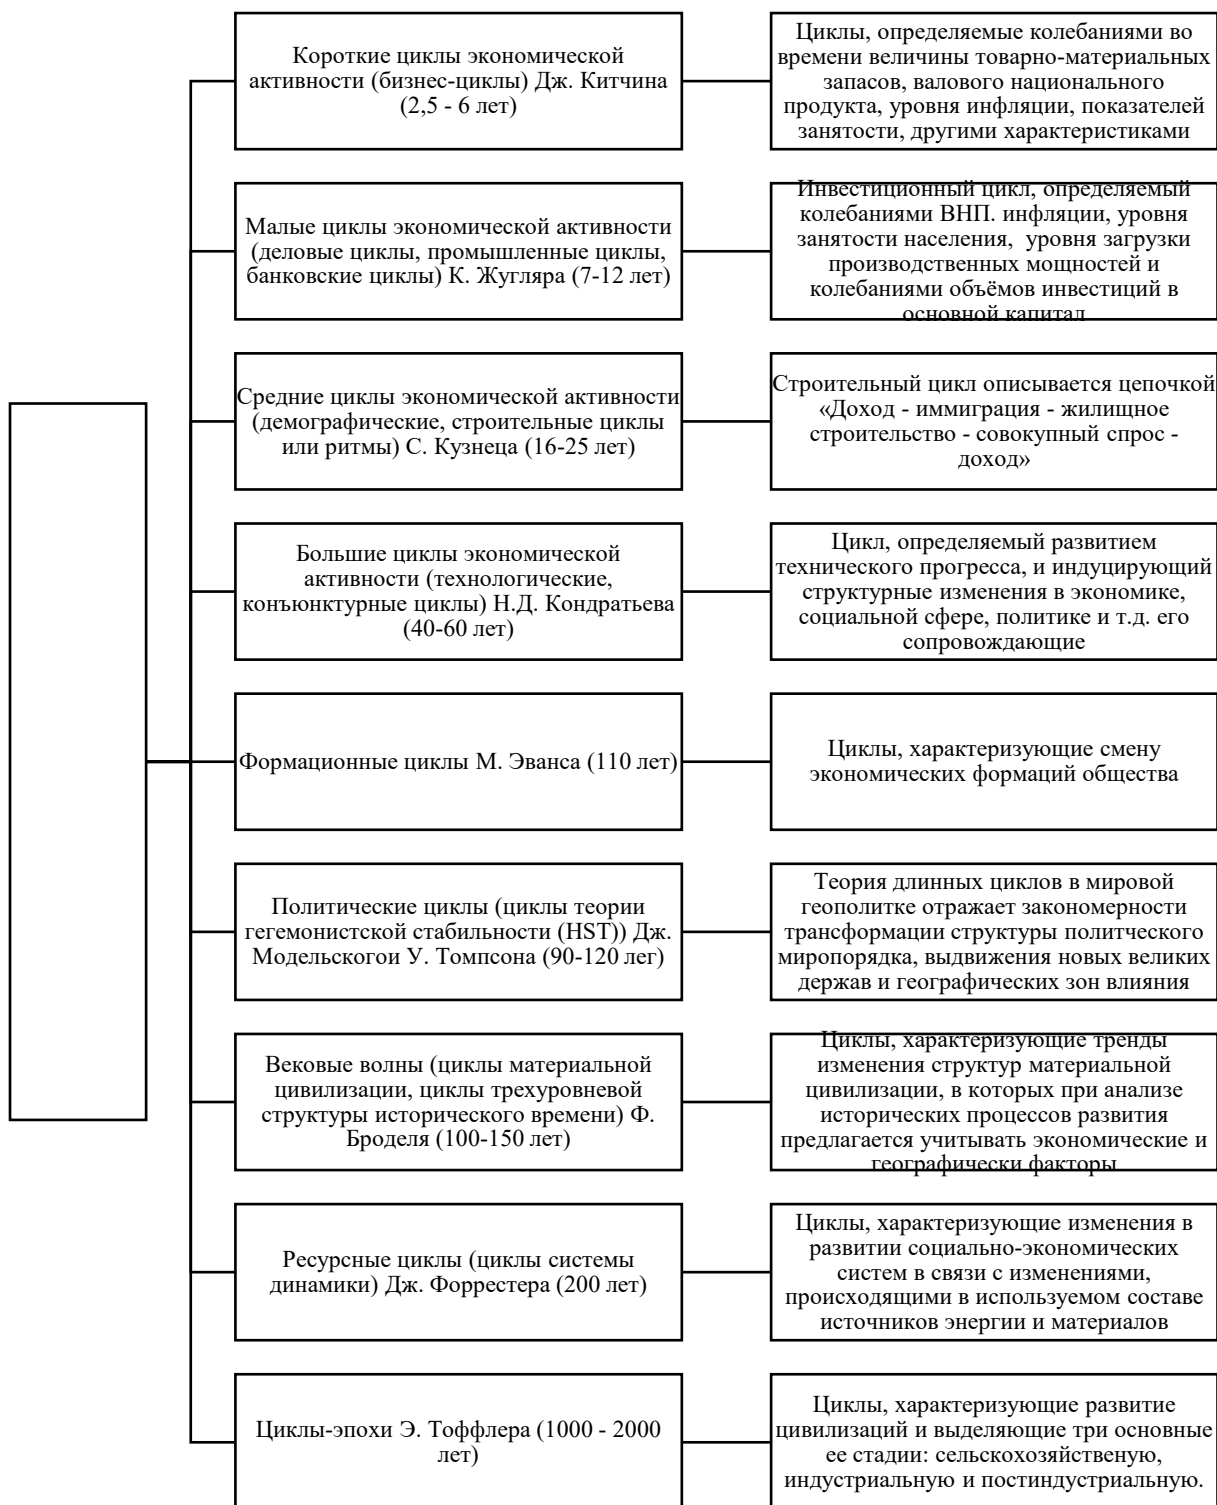 Короткие циклы экономической
активности (бизнес-циклы) Дж. Китчина
(2,5 - 6 лет)
Циклы, определяемые колебаниями во
времени величины товарно-материальных
запасов, валового национального
продукта, уровня инфляции, показателей
занятости, другими характеристиками
Малые циклы экономической активности
(деловые циклы, промышленные циклы,
банковские циклы) К. Жугляра (7-12 лет)
Инвестиционный цикл, определяемый
колебаниями ВНП. инфляции, уровня
занятости населения, уровня загрузки
производственных мощностей и
колебаниями объёмов инвестиций в
основной капитал
Средние циклы экономической активности
(демографические, строительные циклы
или ритмы) С. Кузнеца (16-25 лет)
Строительный цикл описывается цепочкой
«Доход - иммиграция - жилищное
строительство - совокупный спрос -
доход»
Большие циклы экономической
активности (технологические,
конъюнктурные циклы) Н.Д. Кондратьева
(40-60 лет)
Цикл, определяемый развитием
технического прогресса, и индуцирующий
структурные изменения в экономике,
социальной сфере, политике и т.д. его
сопровождающие
Формационные циклы М. Эванса (110 лет)
Циклы, характеризующие смену
экономических формаций общества
Политические циклы (циклы теории
гегемонистской стабильности (HST)) Дж.
Модельскогои У. Томпсона (90-120 лег)
Теория длинных циклов в мировой
геополитке отражает закономерности
трансформации структуры политческого
миропорядка, выдвижения новых великих
держав и географических зон влияния
Вековые волны (циклы материальной
цивилизации, циклы трехуровневой
структуры исторического времени) Ф.
Броделя (100-150 лет)
Циклы, характеризующие тренды
изменения структур материальной
цивилизации, в которых при анализе
исторических процессов развития
предлагается учитывать экономические и
географически факторы
Ресурсные циклы (циклы системы
динамики) Дж. Форрестера (200 лет)
Циклы, характеризующие изменения в
развитии социально-экономических
систем в связи с изменениями,
происходящими в используемом составе
источников энергии и материалов
Циклы-эпохи Э. Тоффлера (1000 - 2000
лет)
Циклы, характеризующие развитие
цивилизаций и выделяющие три основные
ее стадии: сельскохозяйственую,
индустриальную и постиндустриальную.